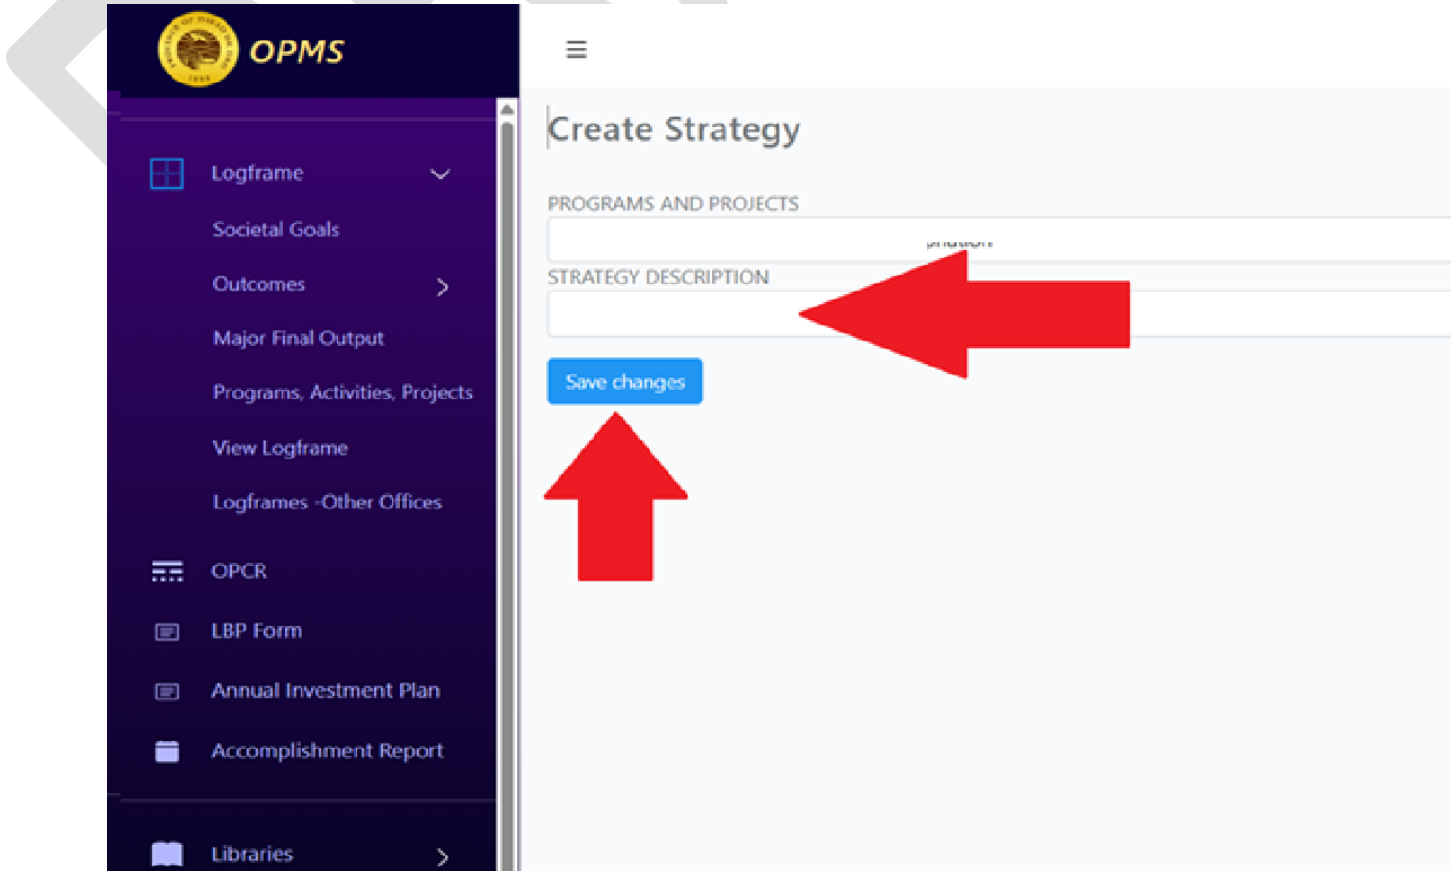 OPMS
Logframe
Societal Goals
Outcomes
Major Final Output
Programs, Activities, Projects
View Logframe
Logframes -Other Offices
OPCR
LBP Form
Annual Investment Plan
Accomplishment Report
Libraries
Create Strategy
PROGRAMS AND PROJECTS
STRATEGY DESCRIPTION
Save changes